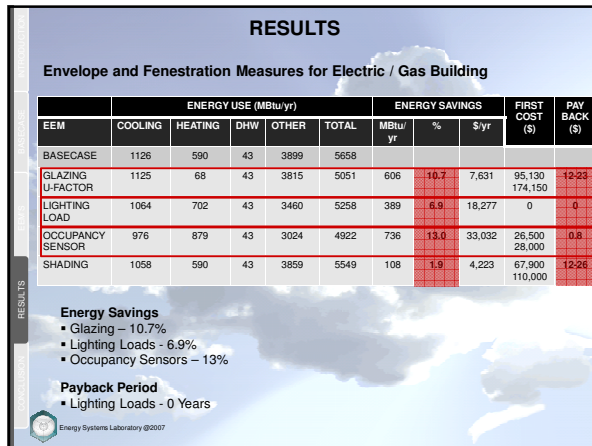 RESULTS
Envelope and Fenestration Measures for Electric / Gas Building
ENERGY USE (MBtu/yr) ENERGY SAVINGS FIRST COST ($) PAY BACK ($)
EEM COOLING HEATING DHW OTHER TOTAL MBtu/yr % $/yr
BASECASE 1126 590 43 3899 5658
GLAZING U-FACTOR 1125 68 43 3815 5051 606 10.7 7,631 95,130 174,150 12-23
LIGHTING LOAD 1064 702 43 3460 5258 389 6.9 18,277 0 0
OCCUPANCY SENSOR 976 879 43 3024 4922 736 13.0 33,032 26,500 28,000 0.8
SHADING 1058 590 43 3859 5549 108 1.9 4,223 67,900 110,000 12-26
Energy Savings
▪ Glazing – 10.7%
▪ Lighting Loads - 6.9%
▪ Occupancy Sensors – 13%
Payback Period
▪ Lighting Loads - 0 Years
Energy Systems Laboratory @2007
INTRODUCTION
BASECASE
EEM'S
RESULTS
CONCLUSION